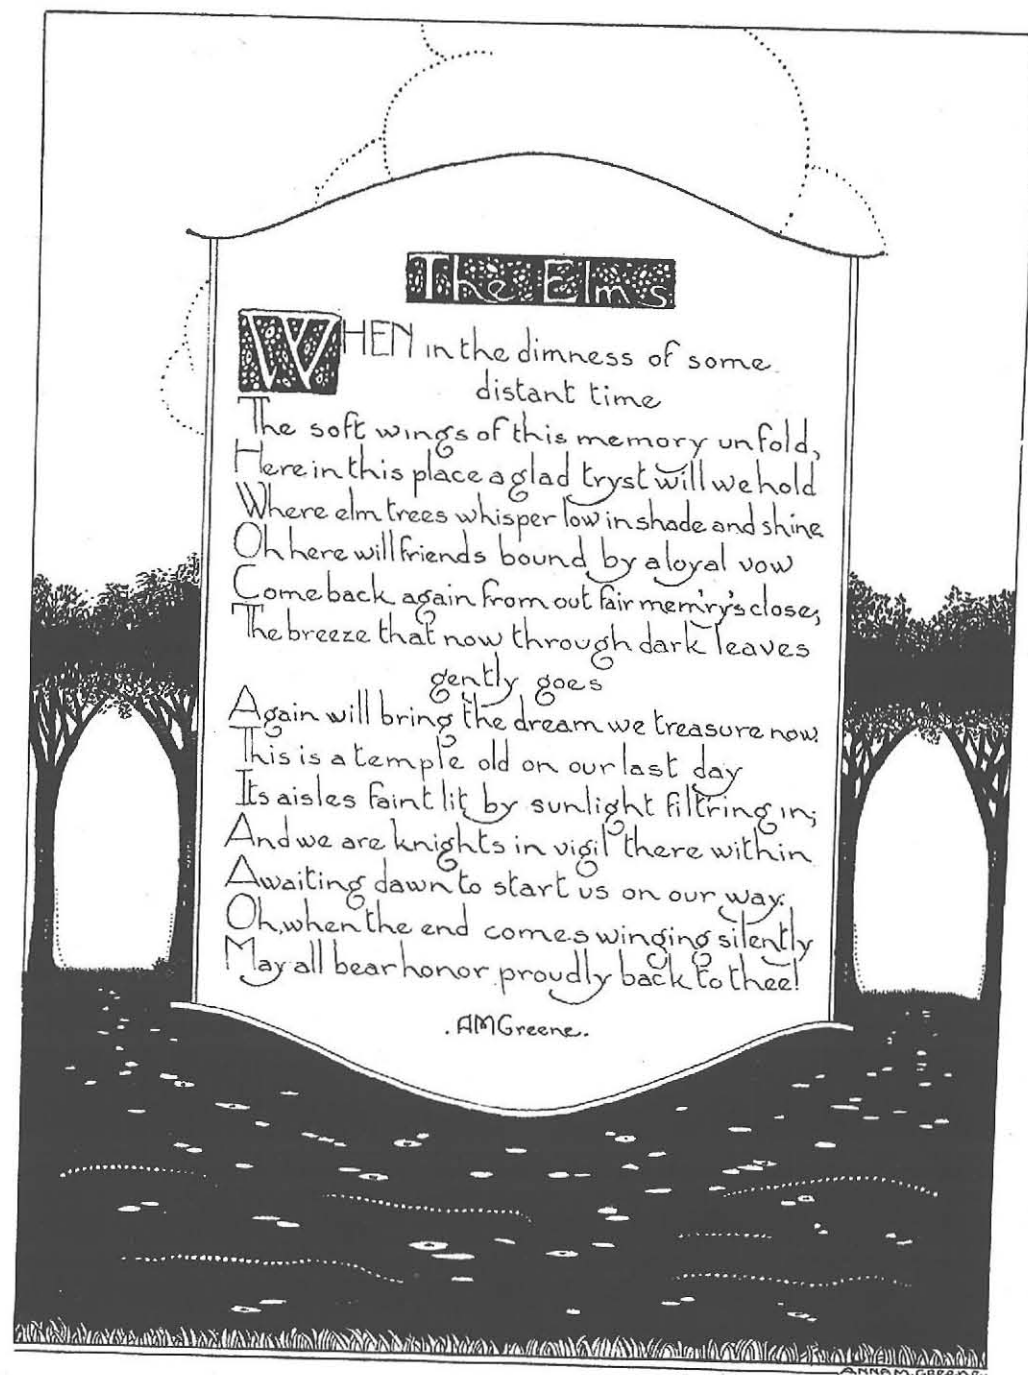 The Elms
WHEN in the dimness of some
distant time
The soft wings of this memory unfold,
Here in this place a glad tryst will we hold
Where elm trees whisper low in shade and shine
Oh here will friends bound by a loyal vow
Come back again from out fair mem'ry's close,
The breeze that now through dark leaves
gently goes
Again will bring the dream we treasure now.
This is a temple old on our last day
Its aisles faint lit by sunlight filt'ring in;
And we are knights in vigil there within
Awaiting dawn to start us on our way.
Oh, when the end comes winging silently
May all bear honor proudly back to thee!
. AMGreene.
ANNA M. GREENE.